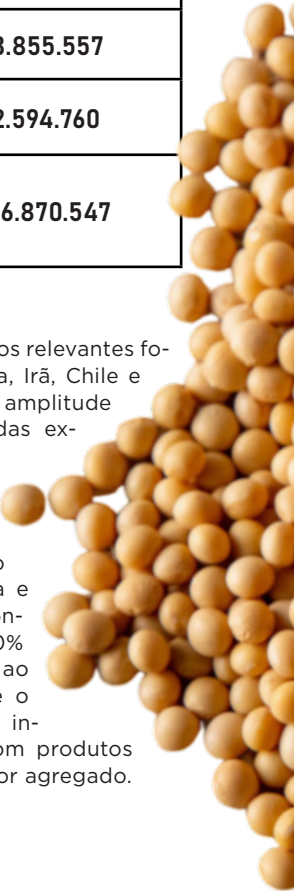 3.855.557
2.594.760
6.870.547
os relevantes fo-
a, Irã, Chile e
amplitude
das ex-
o
a e
on-
0%
ao
e o
in-
om produtos
or agregado.